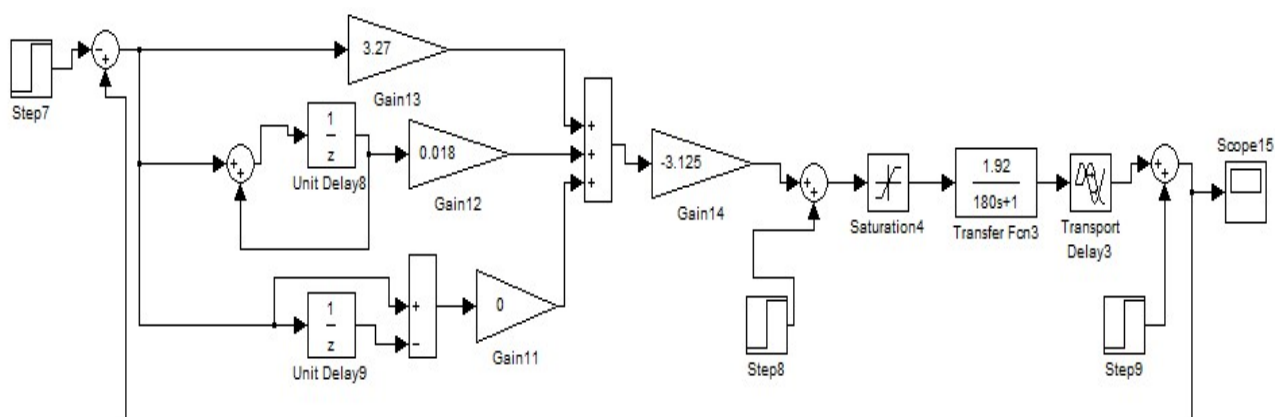 Step7
3.27
Gain13
1
z
Unit Delay8
0.018
Gain12
1
z
Unit Delay9
0
Gain11
-3.125
Gain14
Step8
Saturation4
1.92
180s+1
Transfer Fcn3
Transport
Delay3
Step9
Scope15